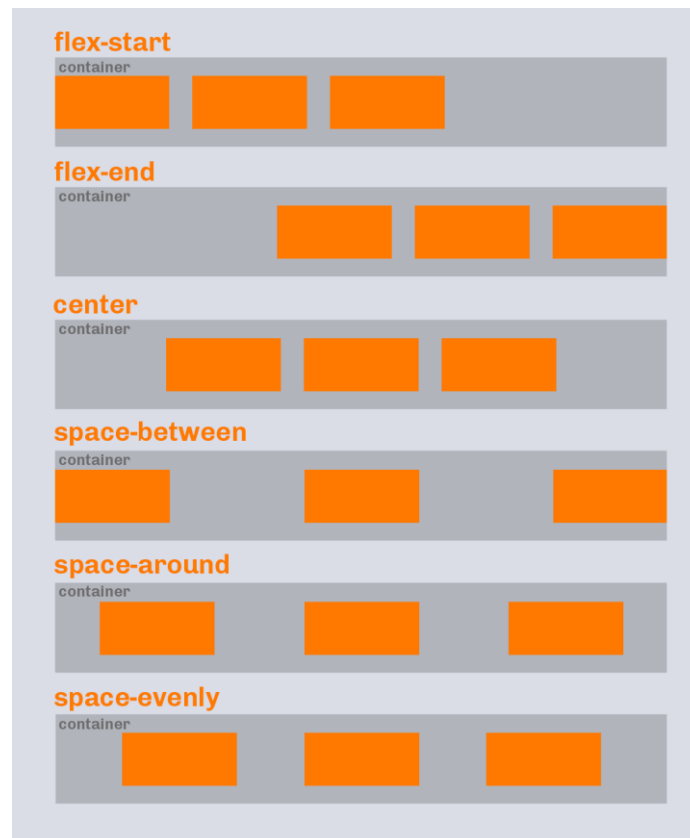 flex-start
container
flex-end
container
center
container
space-between
container
space-around
container
space-evenly
container